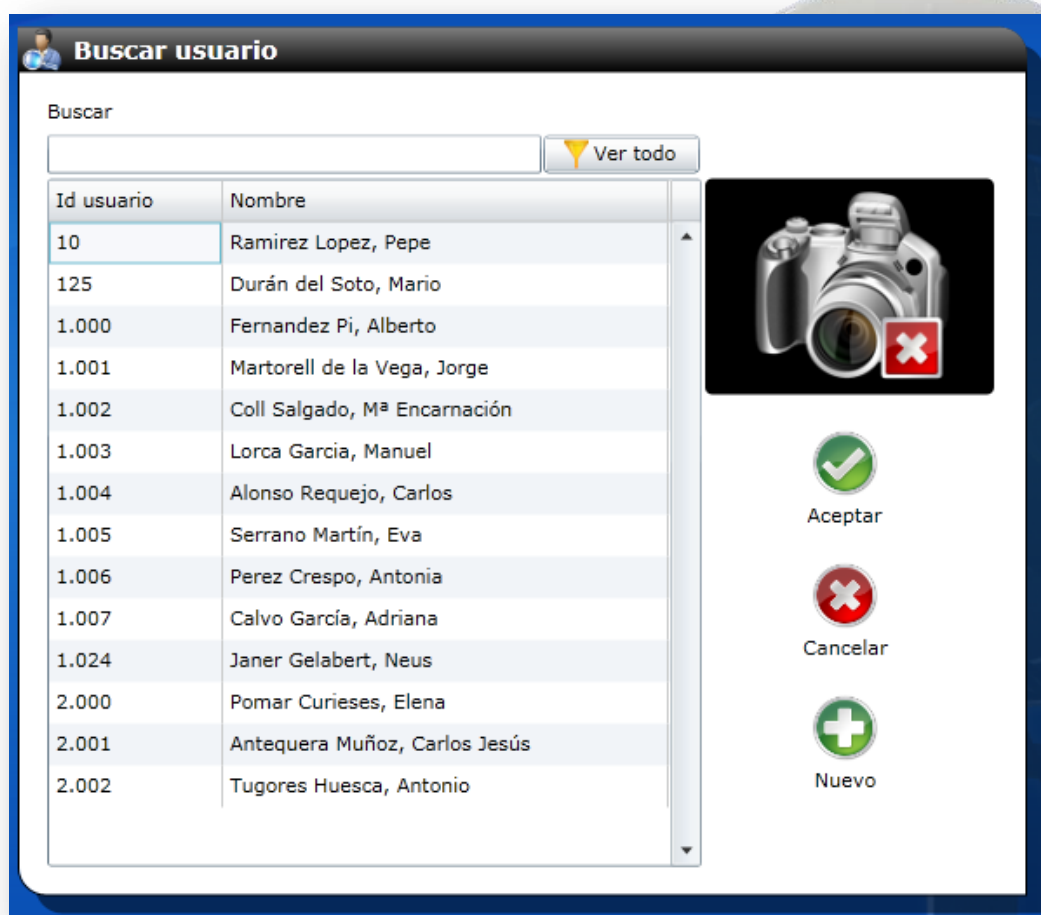 Buscar usuario
Buscar
Ver todo
Id usuario Nombre
10 Ramirez Lopez, Pepe
125 Durán del Soto, Mario
1.000 Fernandez Pi, Alberto
1.001 Martorell de la Vega, Jorge
1.002 Coll Salgado, Mª Encarnación
1.003 Lorca Garcia, Manuel
1.004 Alonso Requejo, Carlos
1.005 Serrano Martín, Eva
1.006 Perez Crespo, Antonia
1.007 Calvo García, Adriana
1.024 Janer Gelabert, Neus
2.000 Pomar Curieses, Elena
2.001 Antequera Muñoz, Carlos Jesús
2.002 Tugores Huesca, Antonio
Aceptar
Cancelar
Nuevo